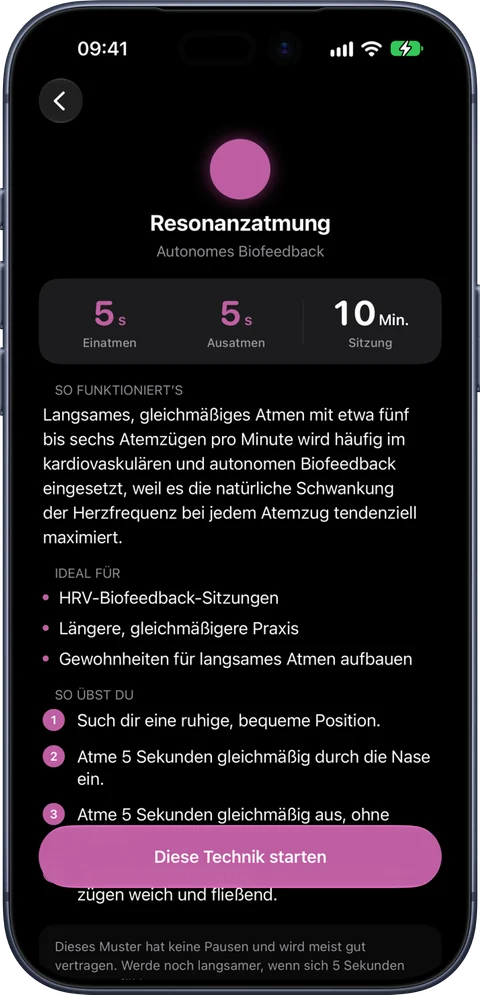 09:41
Resonanzatmung
Autonomes Biofeedback
5 s
Einatmen
5 s
Ausatmen
10 Min.
Sitzung
SO FUNKTIONIERT’S
Langsames, gleichmäßiges Atmen mit etwa fünf
bis sechs Atemzügen pro Minute wird häufig im
kardiovaskulären und autonomen Biofeedback
eingesetzt, weil es die natürliche Schwankung
der Herzfrequenz bei jedem Atemzug tendenziell
maximiert.
IDEAL FÜR
• HRV-Biofeedback-Sitzungen
• Längere, gleichmäßigere Praxis
• Gewohnheiten für langsames Atmen aufbauen
SO ÜBST DU
1 Such dir eine ruhige, bequeme Position.
2 Atme 5 Sekunden gleichmäßig durch die Nase
ein.
3 Atme 5 Sekunden gleichmäßig aus, ohne
Diese Technik starten
zügen weich und fließend.
Dieses Muster hat keine Pausen und wird meist gut
vertragen. Werde noch langsamer, wenn sich 5 Sekunden